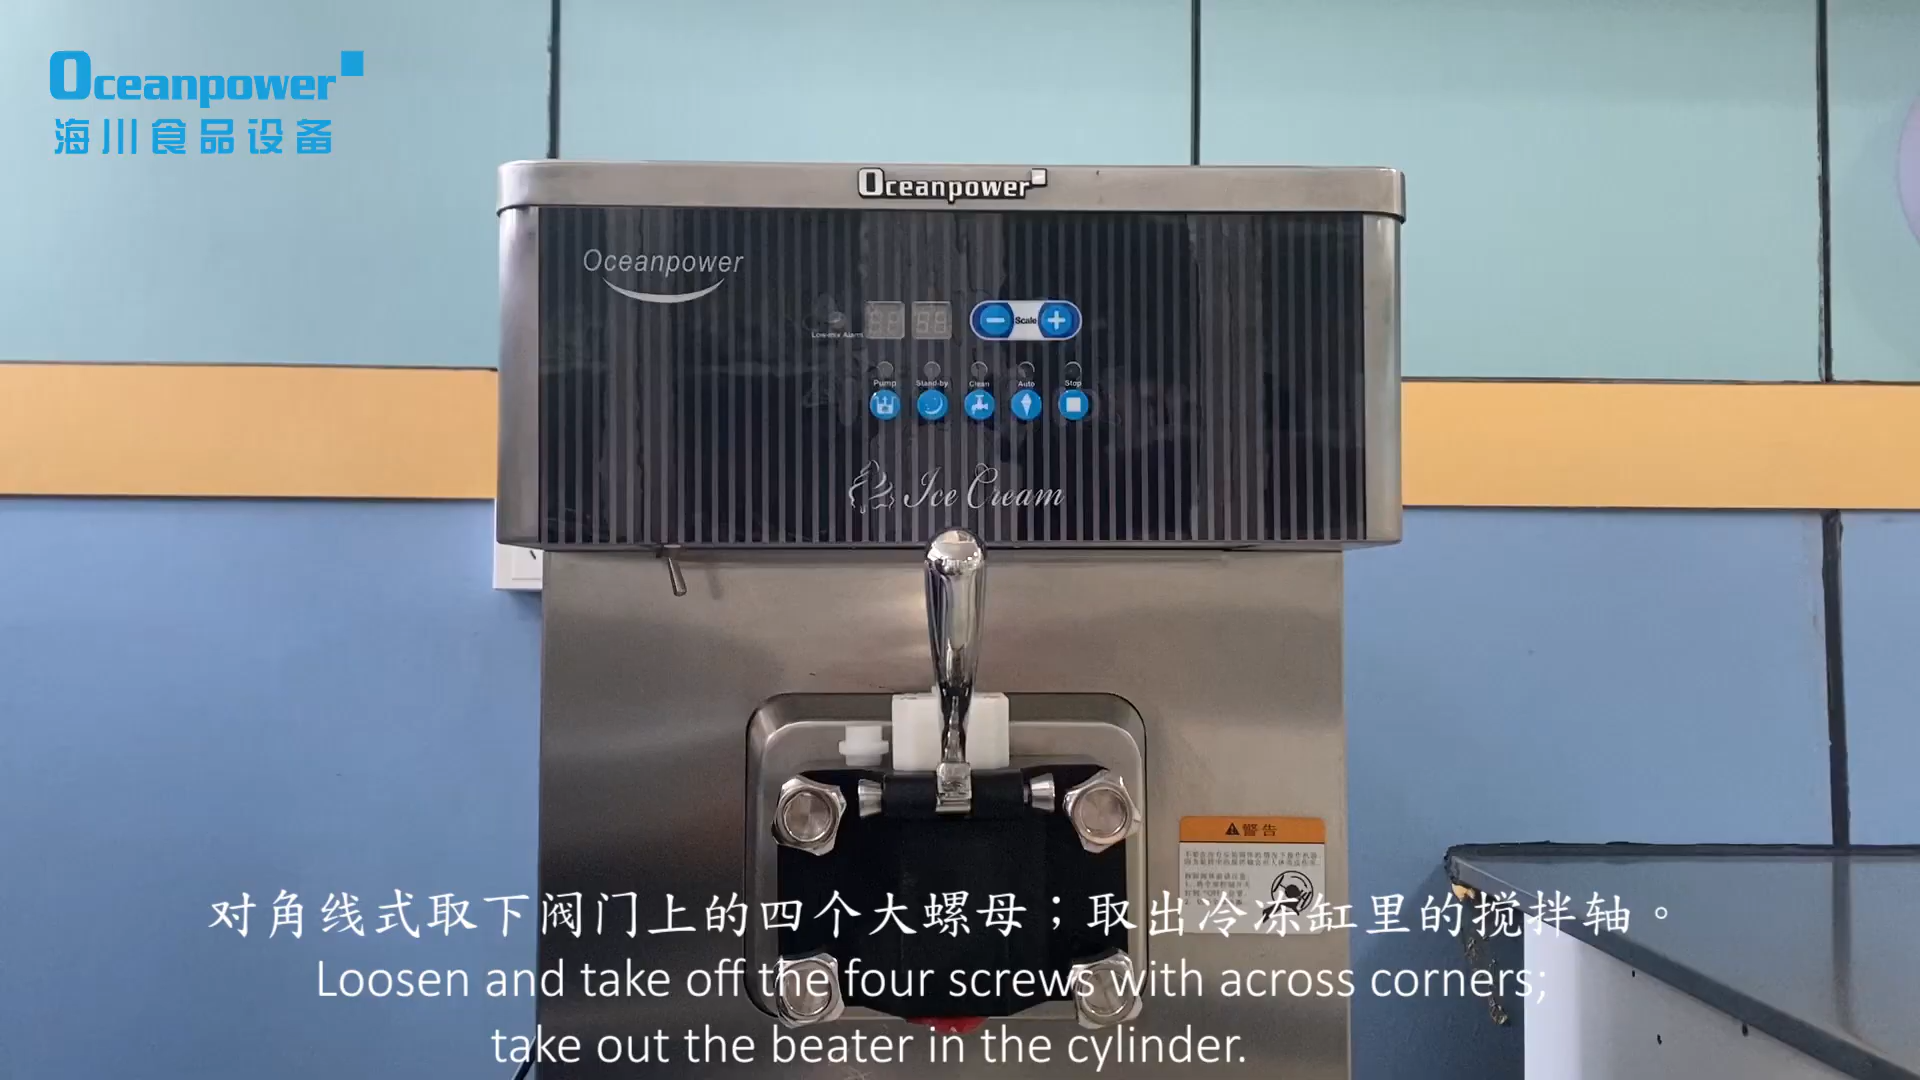 Oceanpower
海川食品设备
Oceanpower
Oceanpower
Low-mix Alarm
Scale
Pump Stand-by Clean Auto Stop
Ice Cream
警告
对角线式取下阀门上的四个大螺母；取出冷冻缸里的搅拌轴。
Loosen and take off the four screws with across corners;
take out the beater in the cylinder.